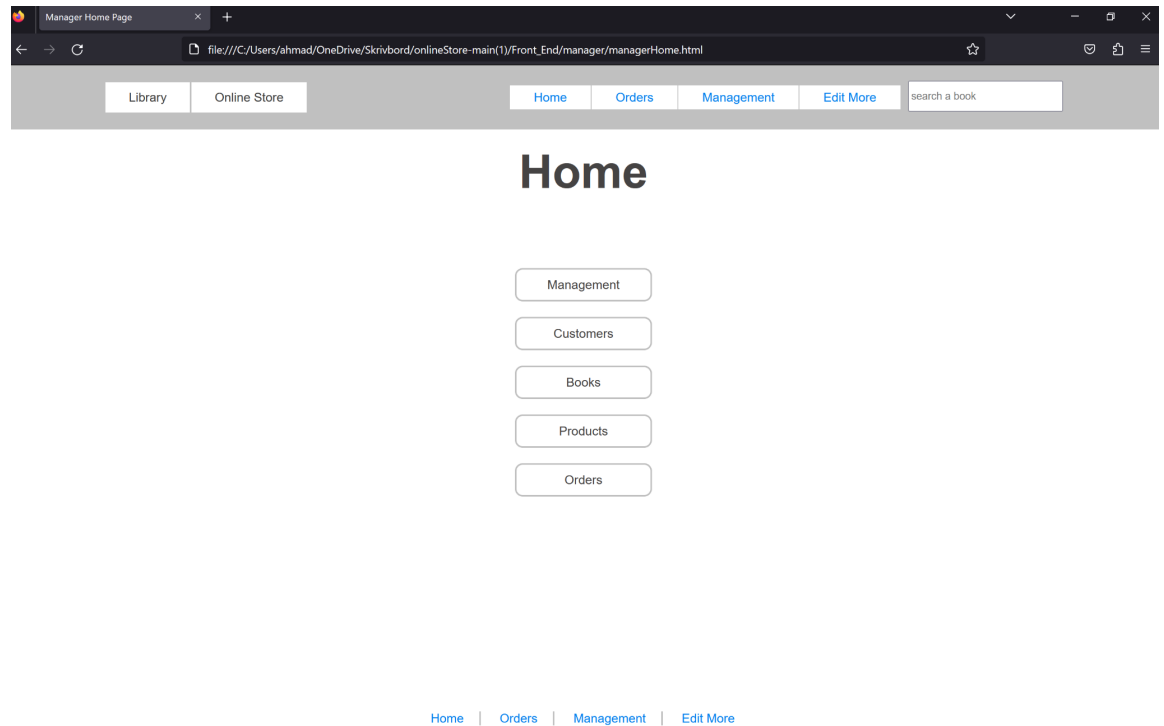 Manager Home Page
file:///C:/Users/ahmad/OneDrive/Skrivbord/onlineStore-main(1)/Front_End/manager/managerHome.html
Library Online Store Home Orders Management Edit More search a book
Home
Management
Customers
Books
Products
Orders
Home Orders Management Edit More